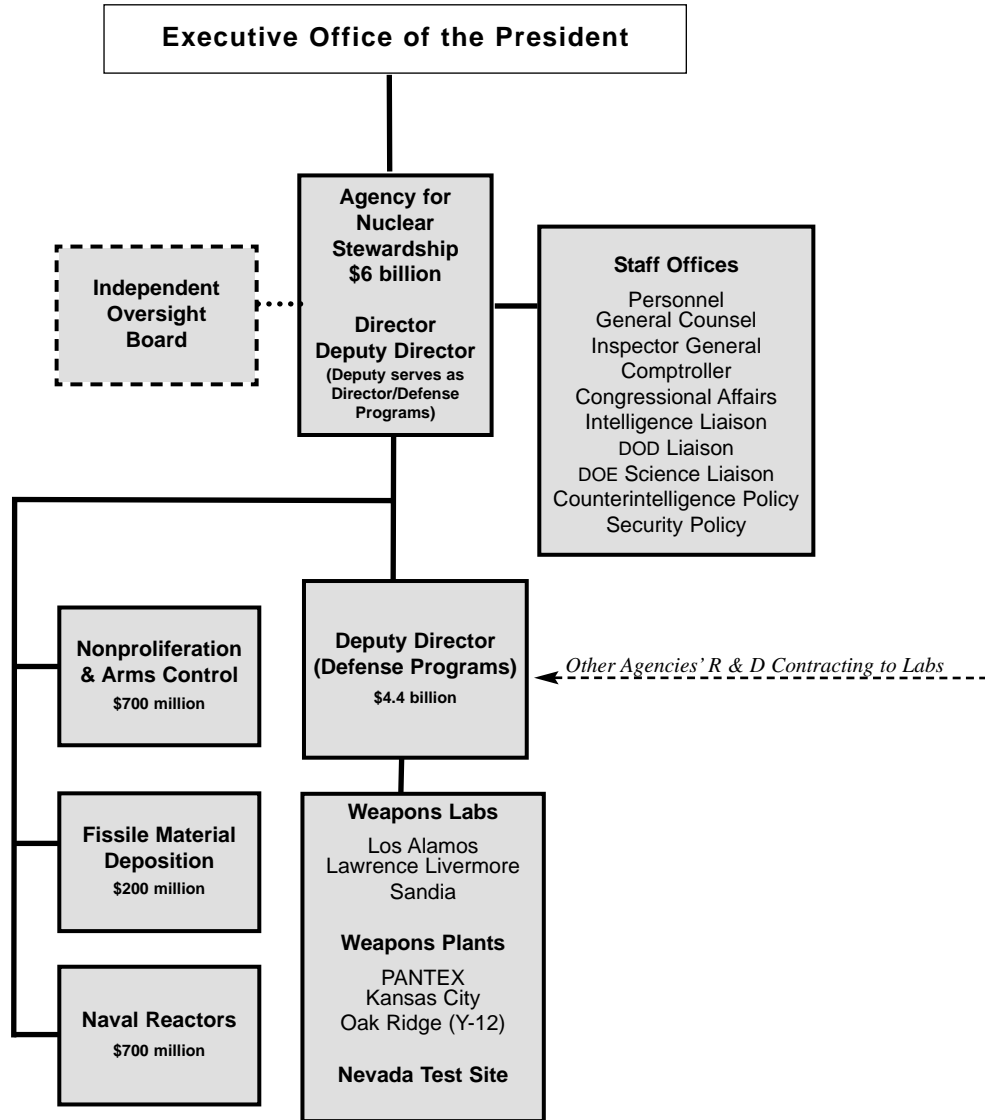 Executive Office of the President
Agency for
Nuclear
Stewardship
$6 billion
Director
Deputy Director
(Deputy serves as
Director/Defense
Programs)
Independent
Oversight
Board
Staff Offices
Personnel
General Counsel
Inspector General
Comptroller
Congressional Affairs
Intelligence Liaison
DOD Liaison
DOE Science Liaison
Counterintelligence Policy
Security Policy
Nonproliferation
& Arms Control
$700 million
Deputy Director
(Defense Programs)
$4.4 billion
Other Agencies’ R & D Contracting to Labs
Fissile Material
Deposition
$200 million
Naval Reactors
$700 million
Weapons Labs
Los Alamos
Lawrence Livermore
Sandia
Weapons Plants
PANTEX
Kansas City
Oak Ridge (Y-12)
Nevada Test Site